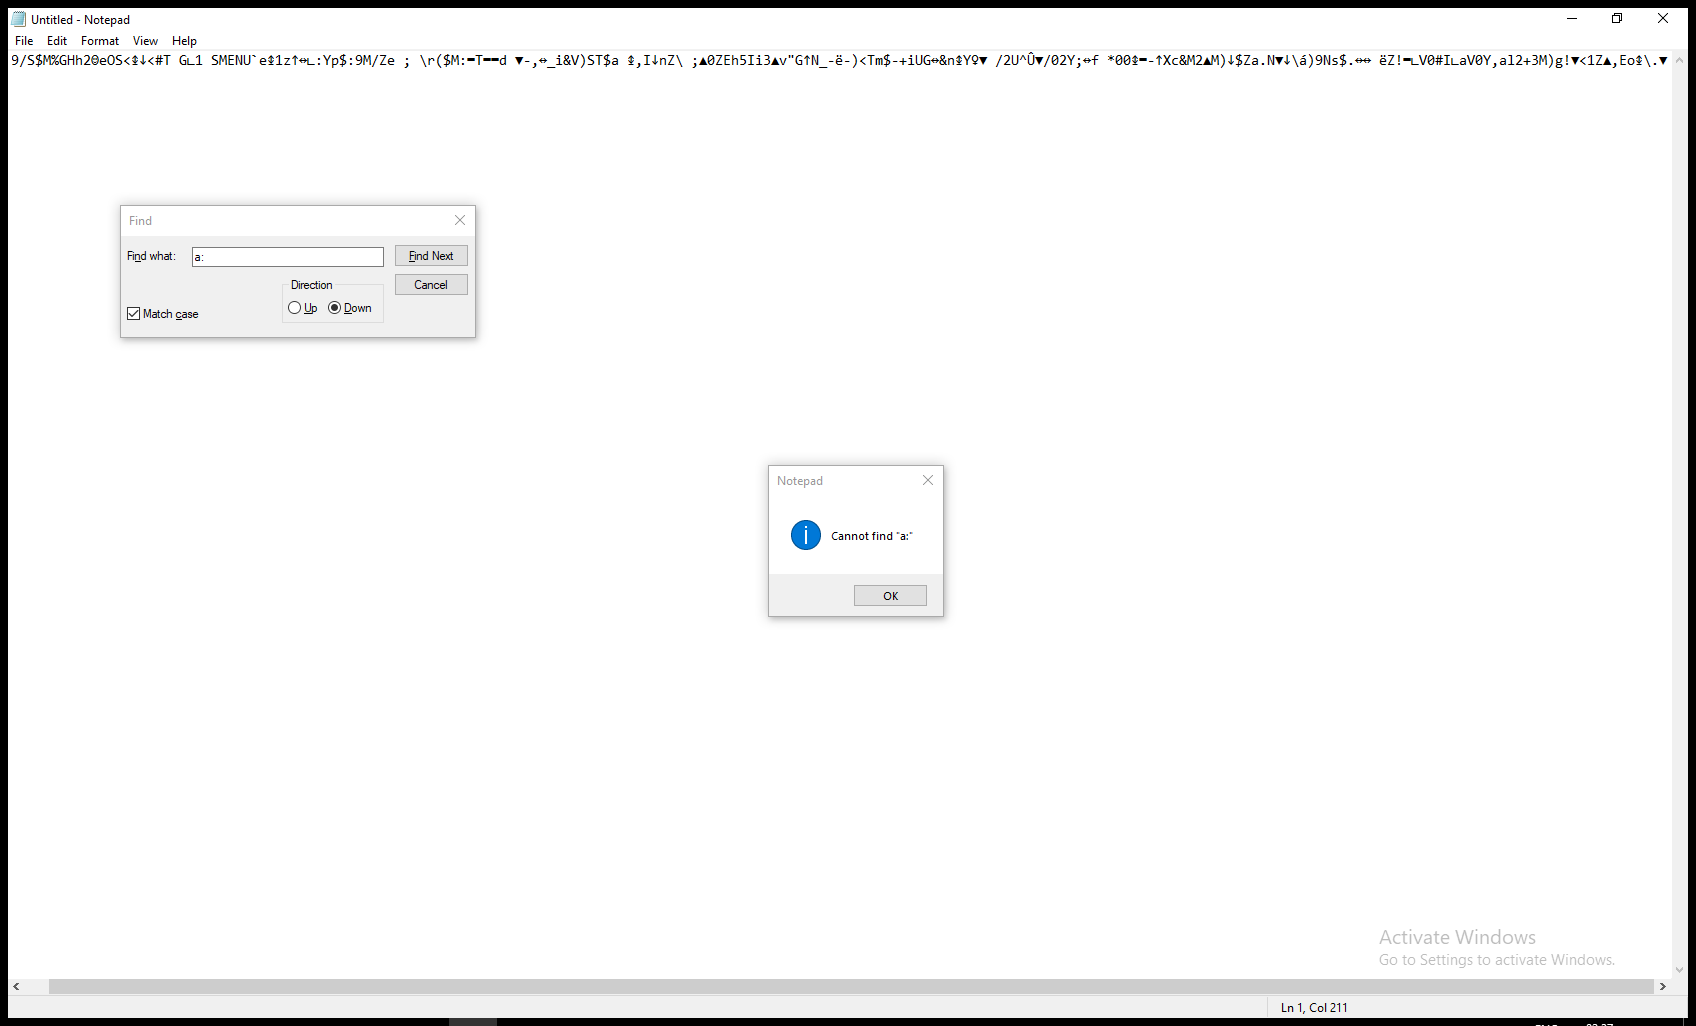 Untitled - Notepad
File Edit Format View Help
9/S$M%GHh2ΘeOS<↨↓<#T G∟1 SMENU`e↨1z↑↔∟:Yp$:9M/Ze ; \r($M:━T━━d ▼-,↔_i&V)ST$a ↨,I↓nZ\ ;▲0ZEh5Ii3▲v"G↑N_-ë-)<Tm$-+iUG↔&n↨Y♀▼ /2U^Û▼/02Y;↔f *00↨━-↑Xc&M2▲M)↓$Za.N▼↓\á)9Ns$.↔↔ ëZ!━∟V0#I∟aV0Y,al2+3M)g!▼<1Z▲,Eo↨\.▼
Find
Find what: a: Find Next
Direction Cancel
Up Down
Match case
Notepad
Cannot find "a:"
OK
Activate Windows
Go to Settings to activate Windows.
Ln 1, Col 211